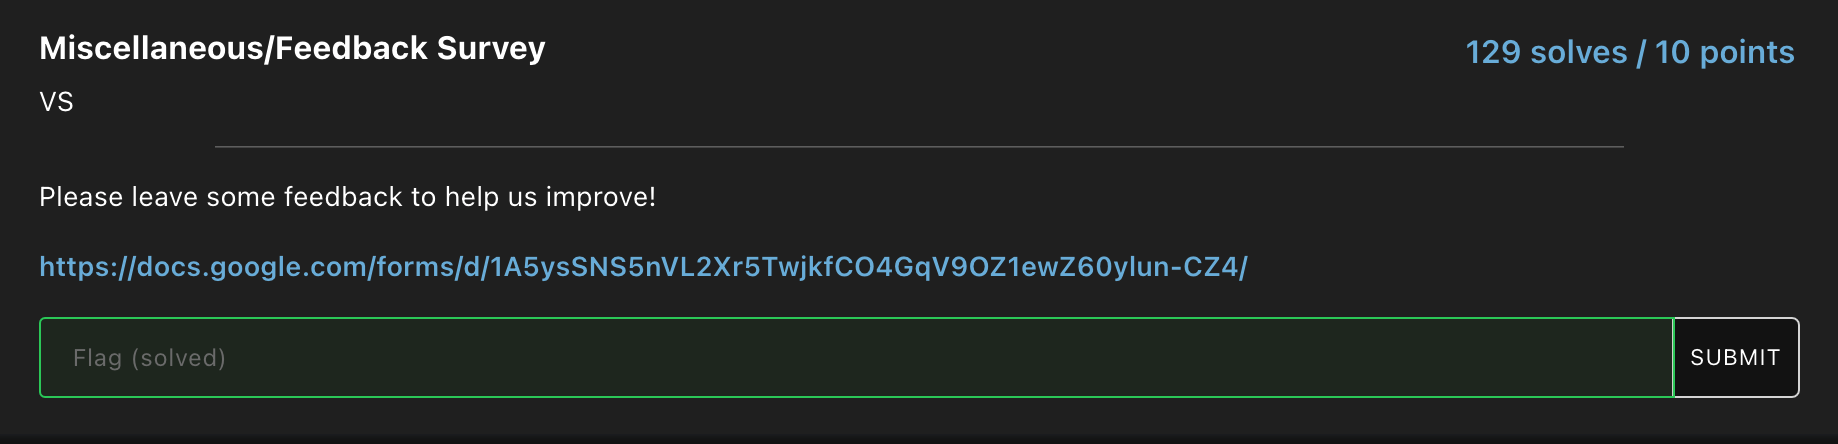 Miscellaneous/Feedback Survey
129 solves / 10 points
VS
Please leave some feedback to help us improve!
https://docs.google.com/forms/d/1A5ysSNS5nVL2Xr5TwjkfCO4GqV9OZ1ewZ60ylun-CZ4/
Flag (solved)
SUBMIT